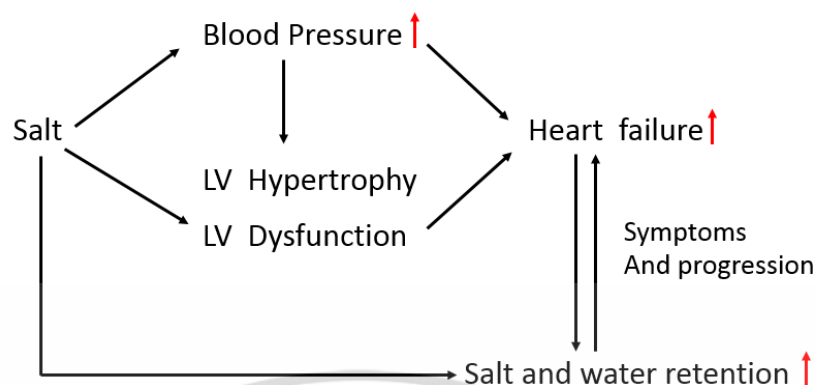 Blood Pressure
Salt
Heart failure
LV Hypertrophy
LV Dysfunction
Symptoms
And progression
Salt and water retention